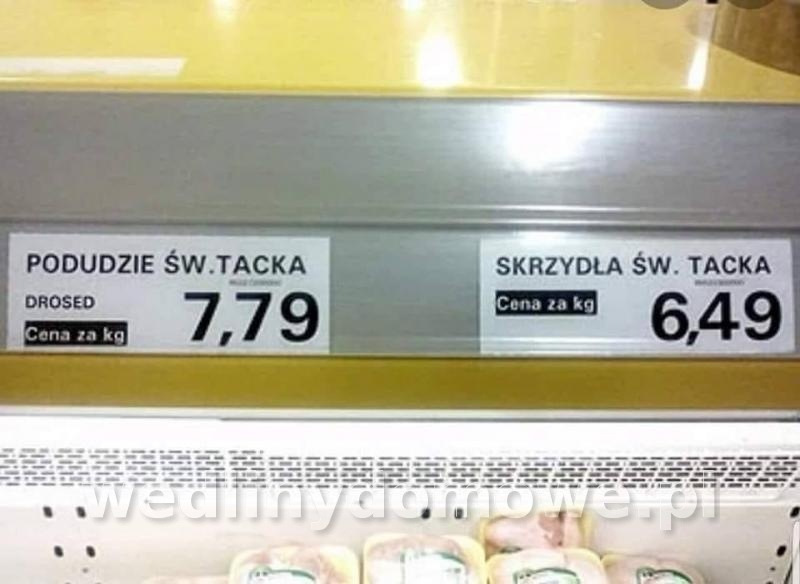 PODUDZIE ŚW.TACKA
DROSED
7,79
Cena za kg
SKRZYDŁA ŚW. TACKA
Cena za kg
6,49
wedlinydomowe.pl